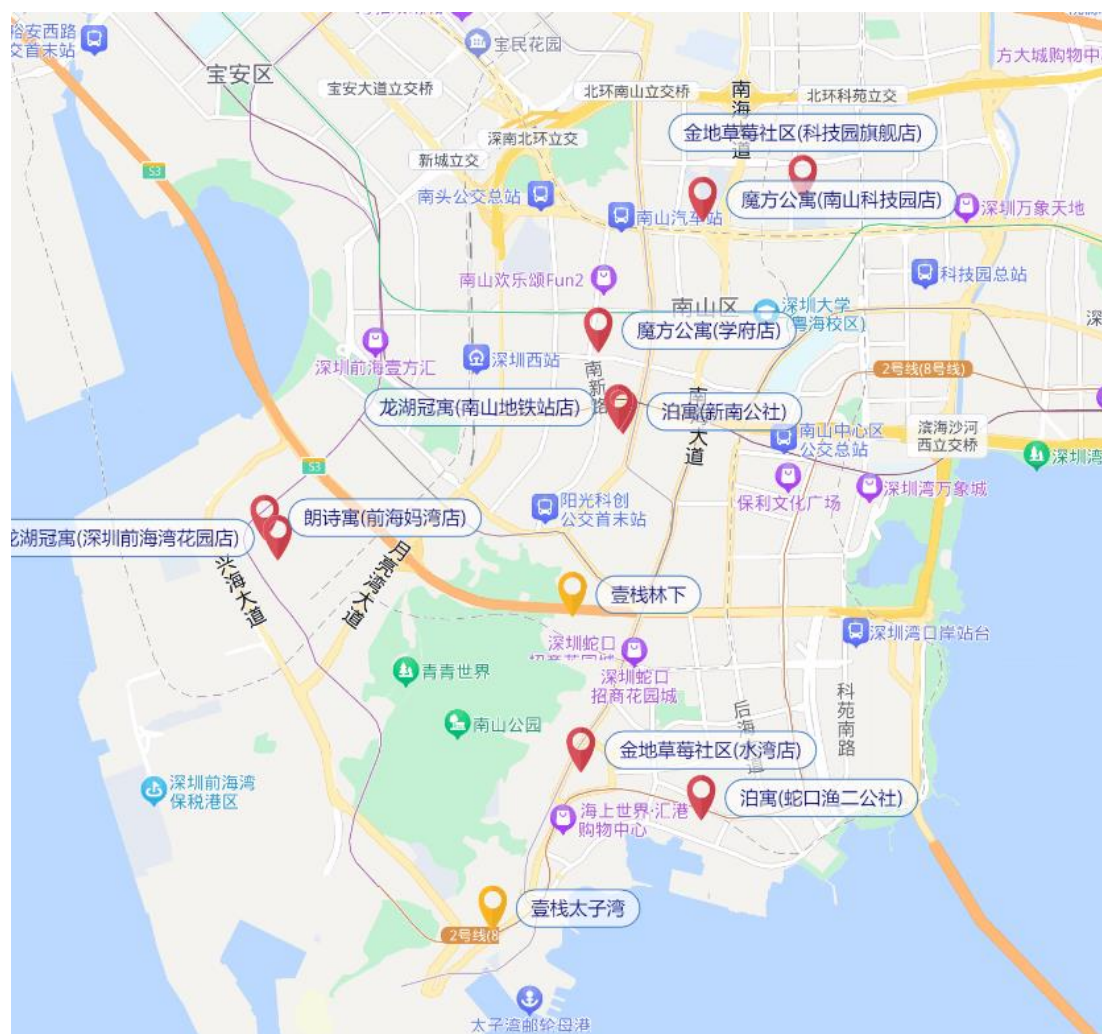 裕安西路
交首末站
宝民花园
宝安区
方大城购物中
宝安大道立交桥
北环南山立交桥
北环科苑立交
南海大道
金地草莓社区(科技园旗舰店)
深南北环立交
新城立交
S3
南头公交总站
魔方公寓(南山科技园店)
南山汽车站
深圳万象天地
南山欢乐颂Fun2
科技园总站
南山区
深圳大学
(粤海校区)
魔方公寓(学府店)
深圳前海壹方汇
深圳西站
南新路
2号线(8号线)
龙湖冠寓(南山地铁站店)
泊寓(新南公社)
南海大道
南山中心区
公交总站
滨海沙河
西立交桥
深圳湾
S3
保利文化广场
深圳湾万象城
阳光科创
公交首末站
朗诗寓(前海妈湾店)
龙湖冠寓(深圳前海湾花园店)
兴海大道
月亮湾大道
壹栈林下
深圳湾口岸站台
深圳蛇口
深圳蛇口
招商花园城
青青世界
科苑南路
南山公园
后海
金地草莓社区(水湾店)
深圳前海湾
保税港区
泊寓(蛇口渔二公社)
海上世界·汇港
购物中心
壹栈太子湾
2号线(8
太子湾邮轮母港